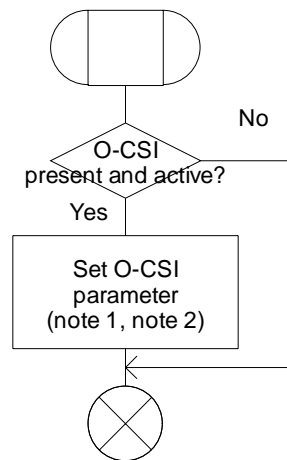 No
O-CSI
present and active?
Yes
Set O-CSI
parameter
(note 1, note 2)